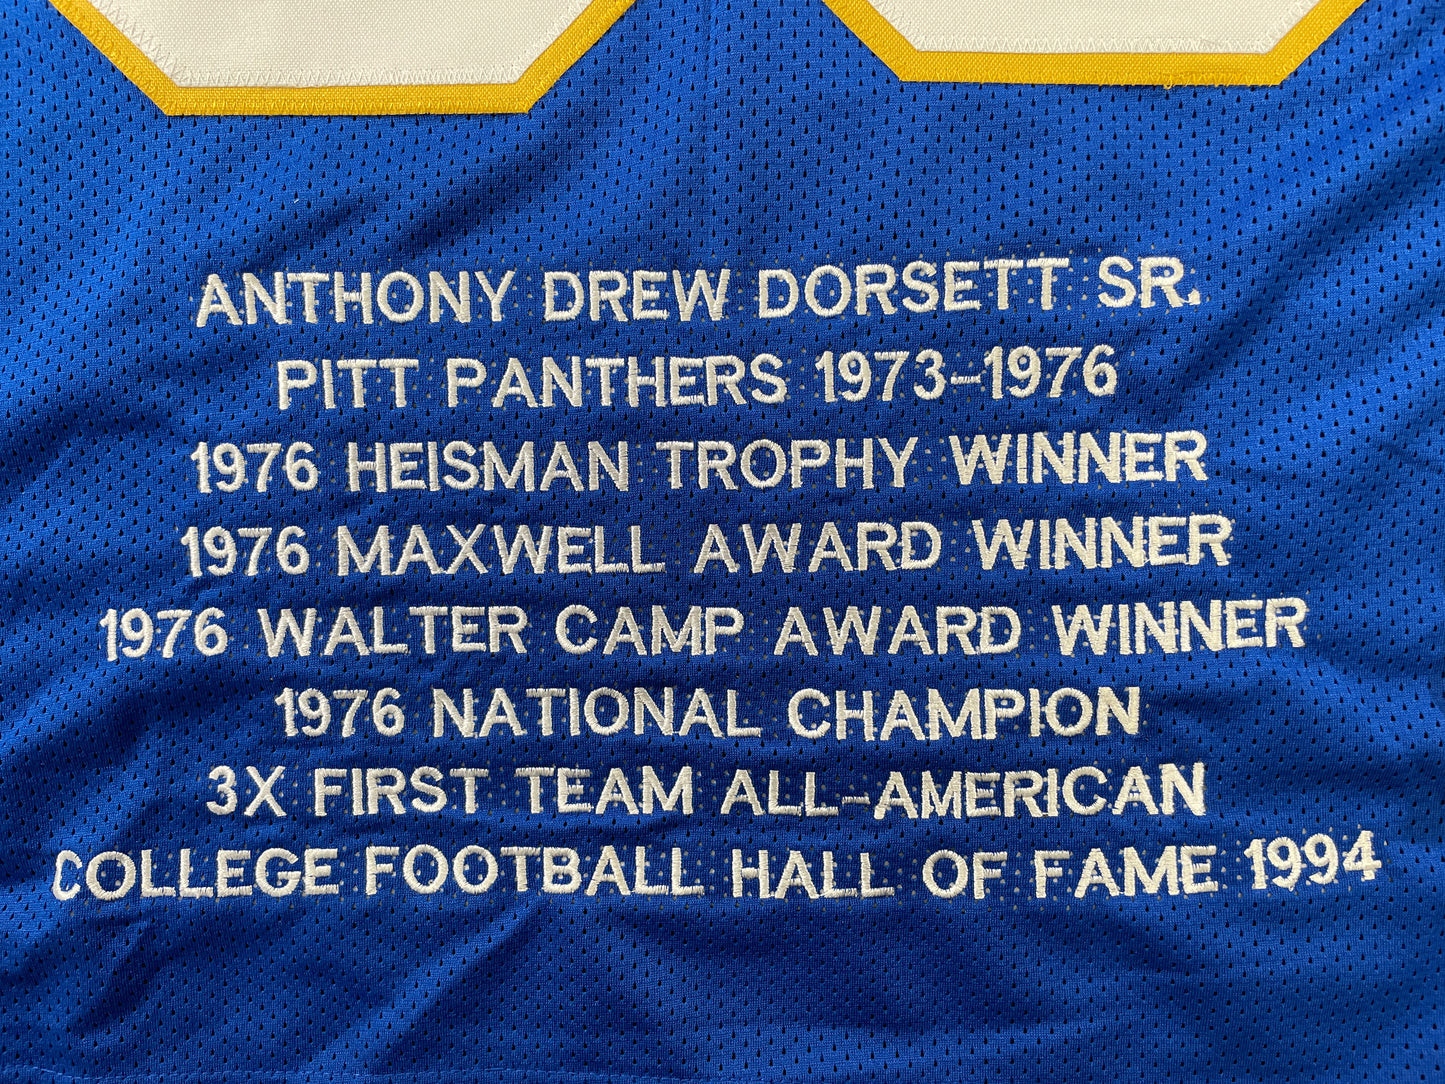 ANTHONY DREW DORSETT SR.
PITT PANTHERS 1973-1976
1976 HEISMAN TROPHY WINNER
1976 MAXWELL AWARD WINNER
1976 WALTER CAMP AWARD WINNER
1976 NATIONAL CHAMPION
3X FIRST TEAM ALL-AMERICAN
COLLEGE FOOTBALL HALL OF FAME 1994